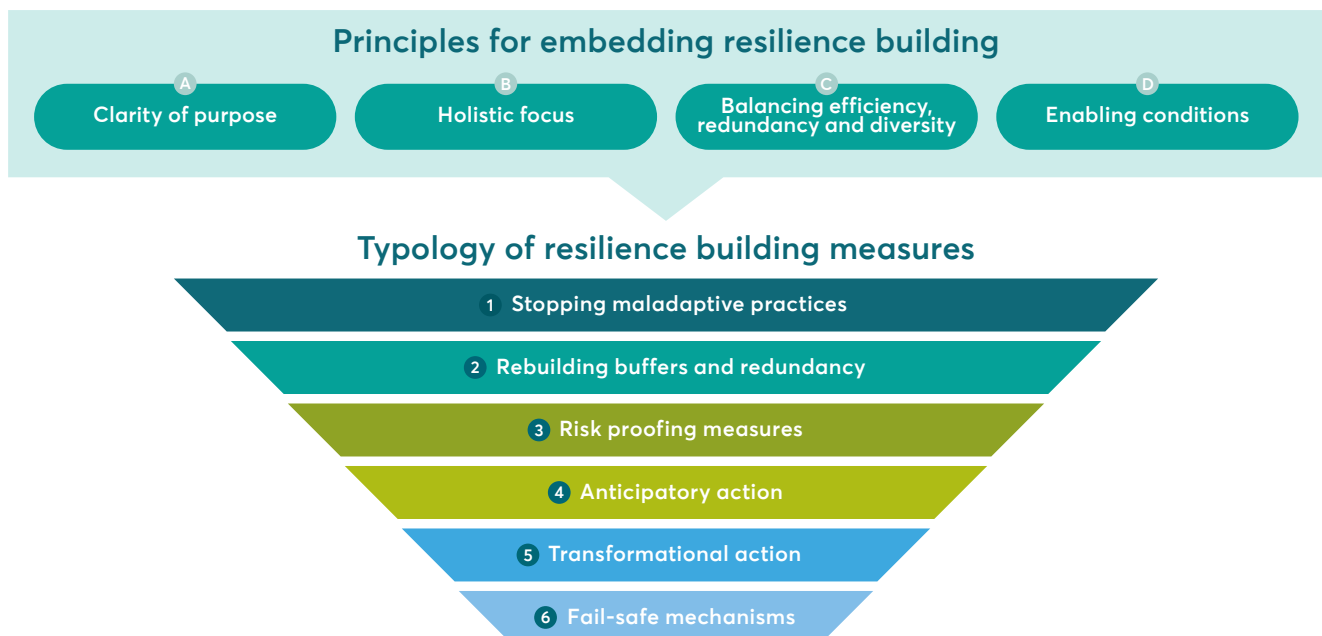 Principles for embedding resilience building
A
Clarity of purpose
B
Holistic focus
C
Balancing efficiency,
redundancy and diversity
D
Enabling conditions
Typology of resilience building measures
1 Stopping maladaptive practices
2 Rebuilding buffers and redundancy
3 Risk proofing measures
4 Anticipatory action
5 Transformational action
6 Fail-safe mechanisms